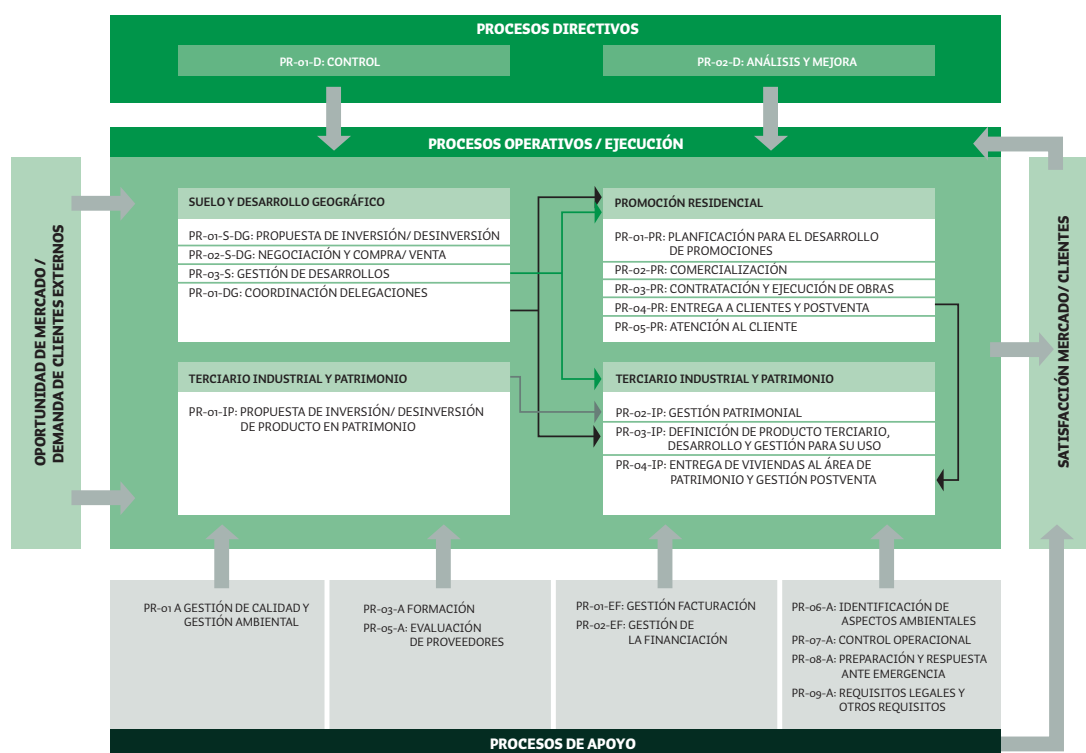 PROCESOS DIRECTIVOS
PR-01-D: CONTROL
PR-02-D: ANÁLISIS Y MEJORA
PROCESOS OPERATIVOS / EJECUCIÓN
OPORTUNIDAD DE MERCADO /
DEMANDA DE CLIENTES EXTERNOS
SUELO Y DESARROLLO GEOGRÁFICO
PR-01-S-DG: PROPUESTA DE INVERSIÓN/ DESINVERSIÓN
PR-02-S-DG: NEGOCIACIÓN Y COMPRA/ VENTA
PR-03-S: GESTIÓN DE DESARROLLOS
PR-01-DG: COORDINACIÓN DELEGACIONES
PROMOCIÓN RESIDENCIAL
PR-01-PR: PLANFICACIÓN PARA EL DESARROLLO
DE PROMOCIONES
PR-02-PR: COMERCIALIZACIÓN
PR-03-PR: CONTRATACIÓN Y EJECUCIÓN DE OBRAS
PR-04-PR: ENTREGA A CLIENTES Y POSTVENTA
PR-05-PR: ATENCIÓN AL CLIENTE
TERCIARIO INDUSTRIAL Y PATRIMONIO
PR-01-IP: PROPUESTA DE INVERSIÓN/ DESINVERSIÓN
DE PRODUCTO EN PATRIMONIO
TERCIARIO INDUSTRIAL Y PATRIMONIO
PR-02-IP: GESTIÓN PATRIMONIAL
PR-03-IP: DEFINICIÓN DE PRODUCTO TERCIARIO,
DESARROLLO Y GESTIÓN PARA SU USO
PR-04-IP: ENTREGA DE VIVIENDAS AL ÁREA DE
PATRIMONIO Y GESTIÓN POSTVENTA
SATISFACCIÓN MERCADO/ CLIENTES
PR-01 A GESTIÓN DE CALIDAD Y
GESTIÓN AMBIENTAL
PR-03-A FORMACIÓN
PR-05-A: EVALUACIÓN
DE PROVEEDORES
PR-01-EF: GESTIÓN FACTURACIÓN
PR-02-EF: GESTIÓN DE
LA FINANCIACIÓN
PR-06-A: IDENTIFICACIÓN DE
ASPECTOS AMBIENTALES
PR-07-A: CONTROL OPERACIONAL
PR-08-A: PREPARACIÓN Y RESPUESTA
ANTE EMERGENCIA
PR-09-A: REQUISITOS LEGALES Y
OTROS REQUISITOS
PROCESOS DE APOYO